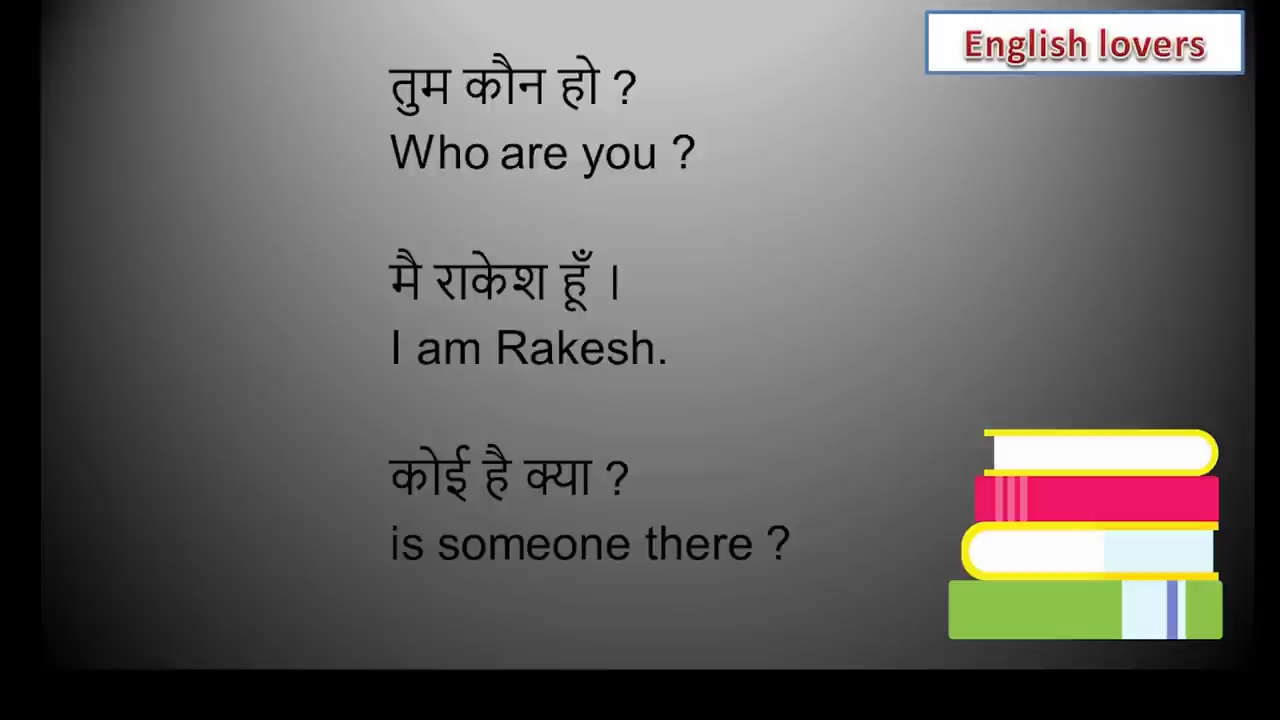 English lovers
तुम कौन हो ?
Who are you ?
मै राकेश हूँ ।
I am Rakesh.
कोई है क्या ?
is someone there ?